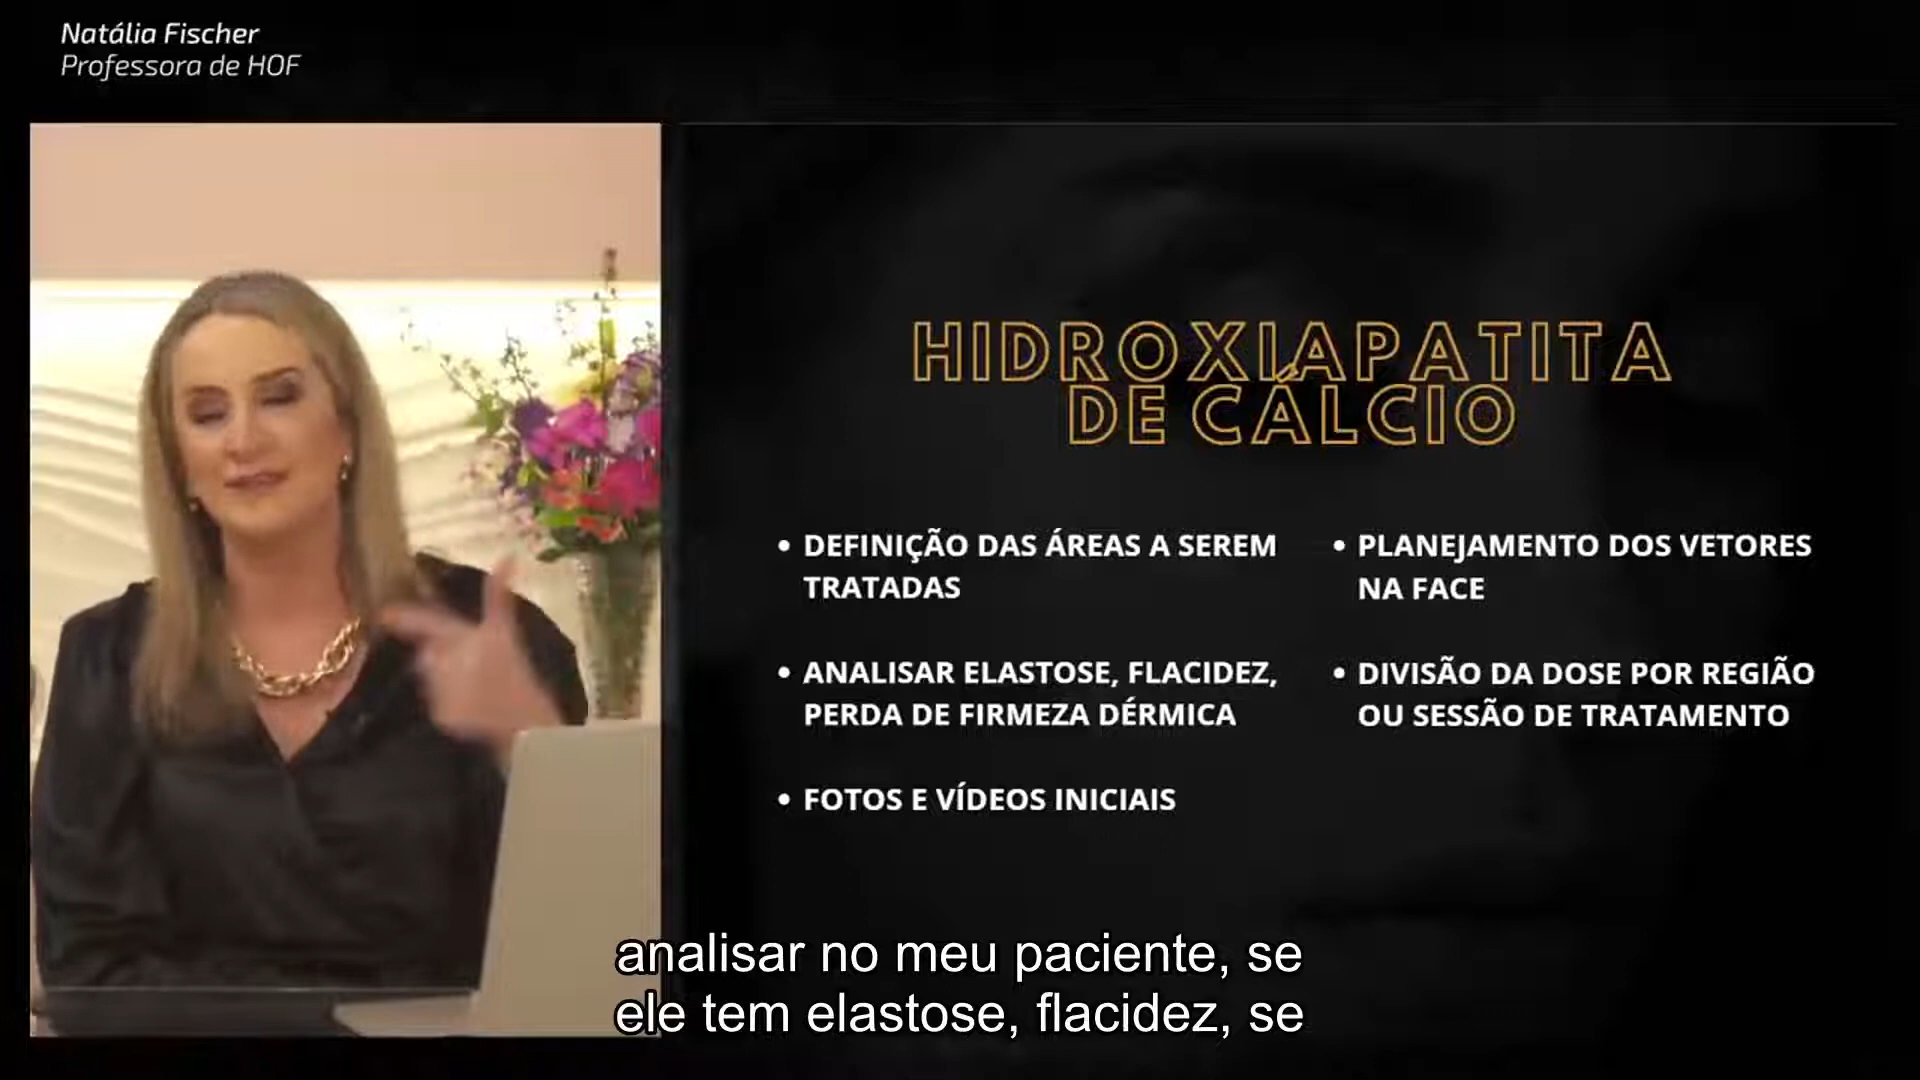 Natália Fischer
Professora de HOF
HIDROXIAPATITA
DE CÁLCIO
• DEFINIÇÃO DAS ÁREAS A SEREM
TRATADAS
• ANALISAR ELASTOSE, FLACIDEZ,
PERDA DE FIRMEZA DÉRMICA
• FOTOS E VÍDEOS INICIAIS
• PLANEJAMENTO DOS VETORES
NA FACE
• DIVISÃO DA DOSE POR REGIÃO
OU SESSÃO DE TRATAMENTO
analisar no meu paciente, se
ele tem elastose, flacidez, se